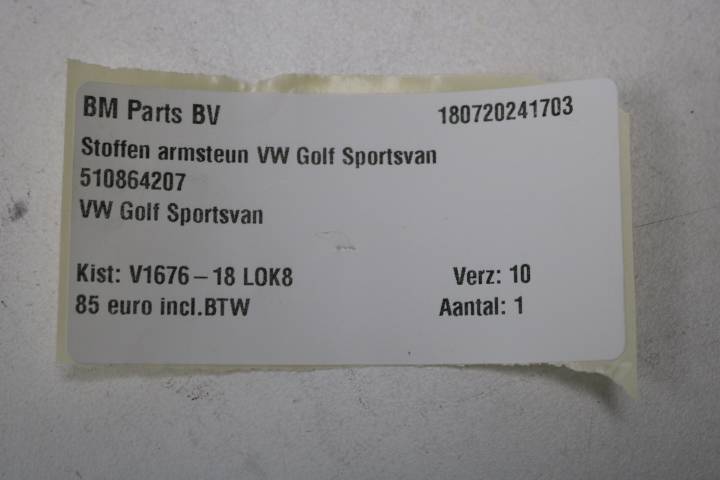 BM Parts BV 180720241703
Stoffen armsteun VW Golf Sportsvan
510864207
VW Golf Sportsvan
Kist: V1676-18 LOK8 Verz: 10
85 euro incl.BTW Aantal: 1